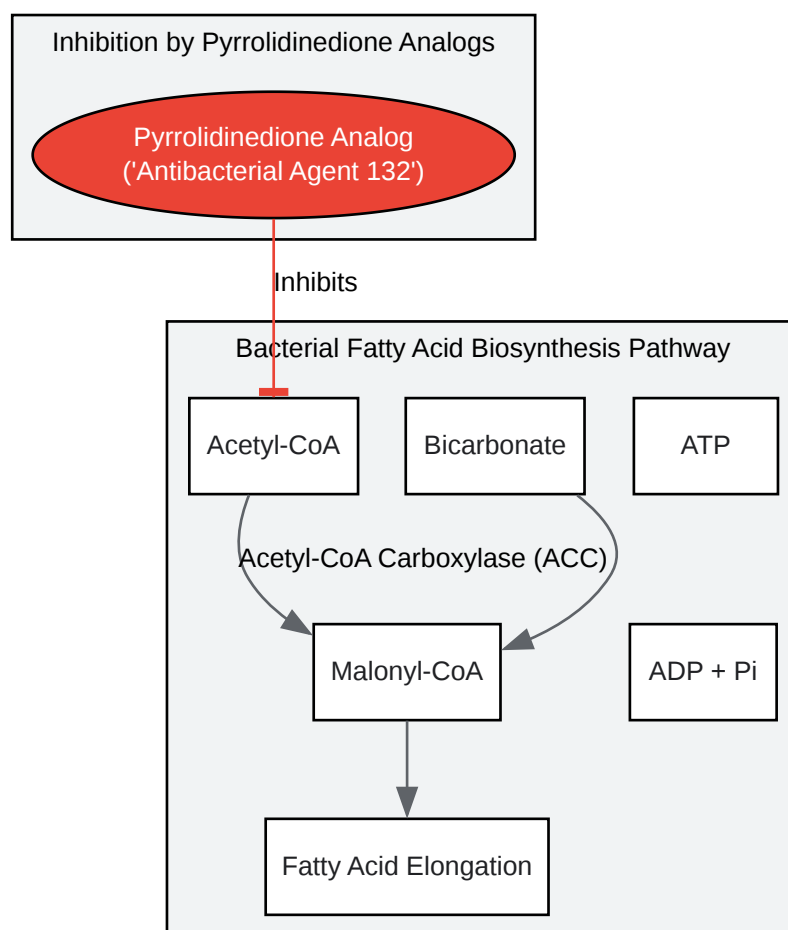 Inhibition by Pyrrolidinedione Analogs
Pyrrolidinedione Analog
('Antibacterial Agent 132')
Inhibits
Bacterial Fatty Acid Biosynthesis Pathway
Acetyl-CoA
Bicarbonate
ATP
Acetyl-CoA Carboxylase (ACC)
Malonyl-CoA
ADP + Pi
Fatty Acid Elongation